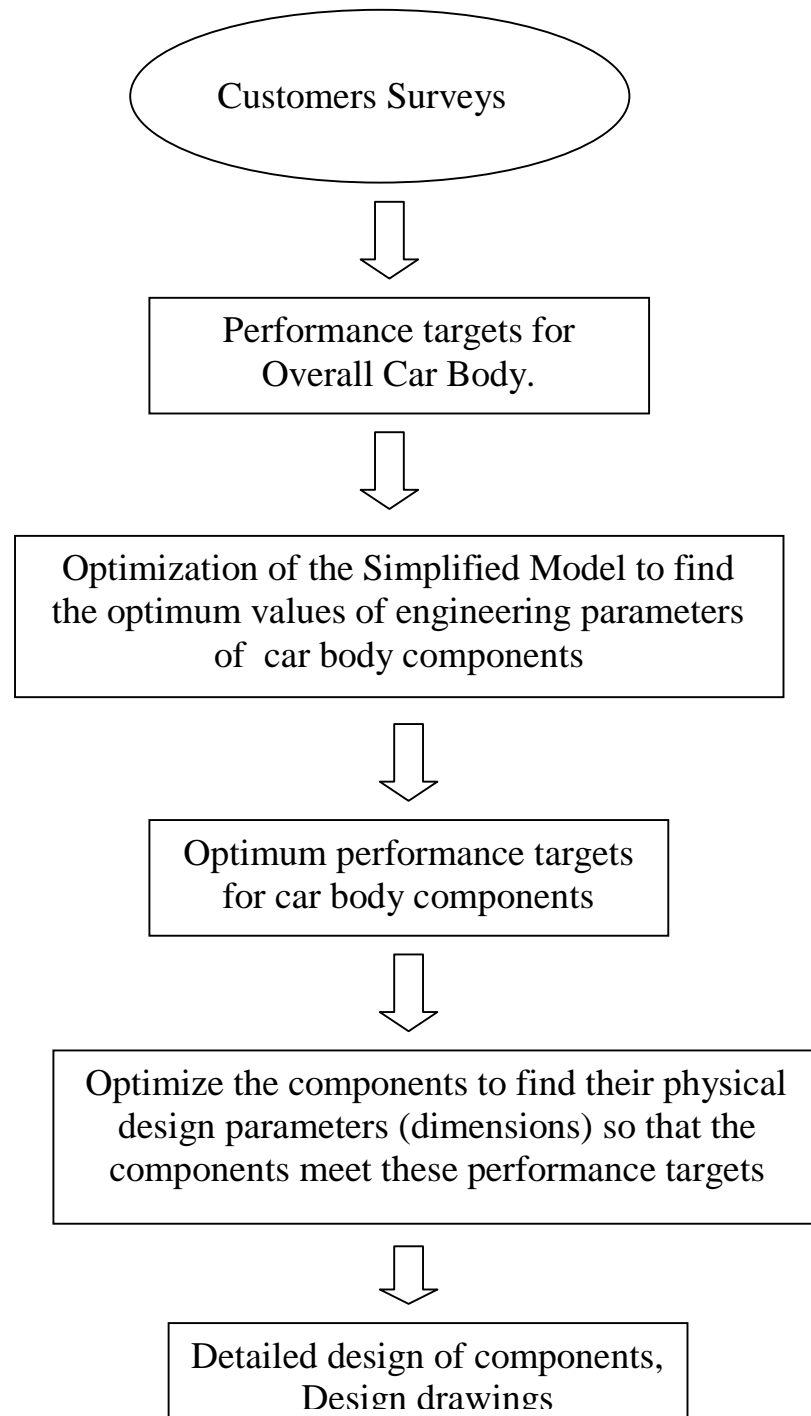 Customers Surveys
Performance targets for
Overall Car Body.
Optimization of the Simplified Model to find
the optimum values of engineering parameters
of car body components
Optimum performance targets
for car body components
Optimize the components to find their physical
design parameters (dimensions) so that the
components meet these performance targets
Detailed design of components,
Design drawings